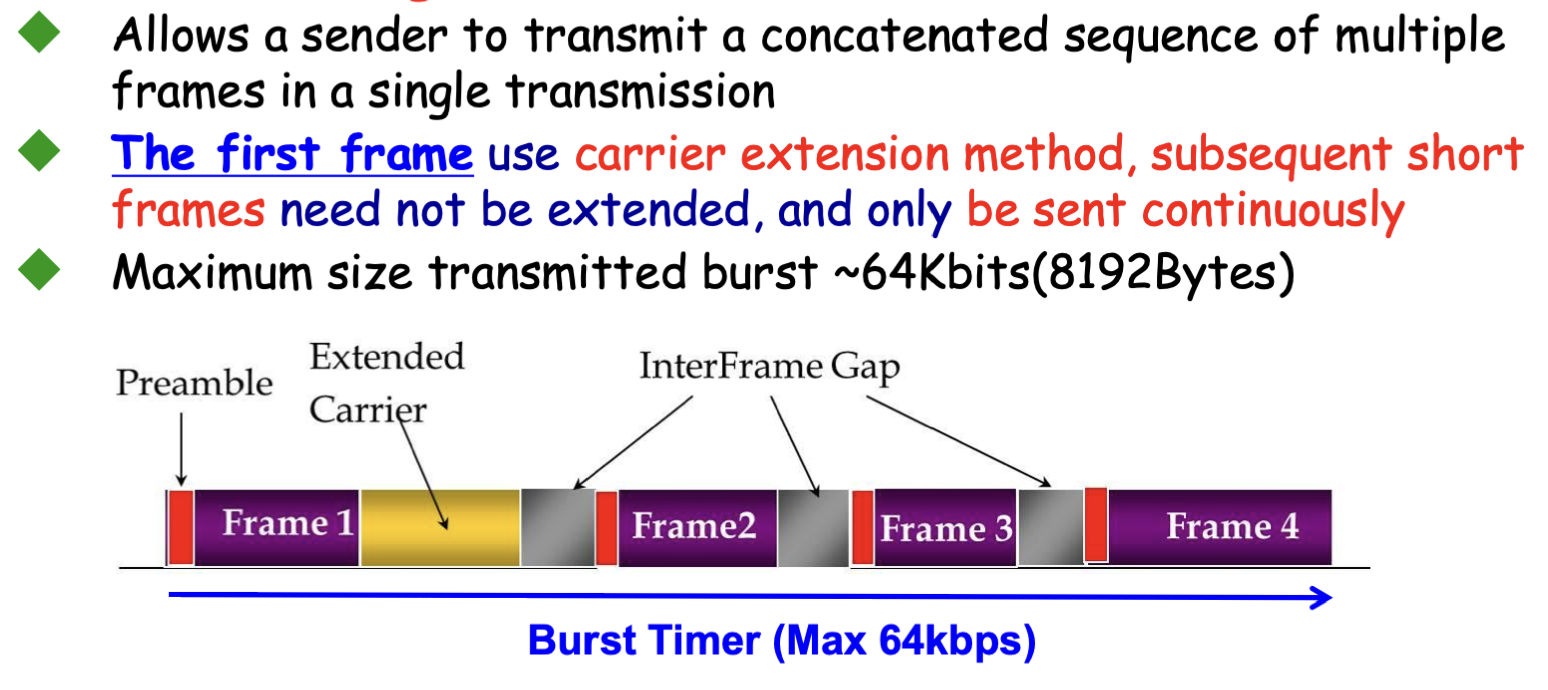 Allows a sender to transmit a concatenated sequence of multiple
frames in a single transmission
The first frame use carrier extension method, subsequent short
frames need not be extended, and only be sent continuously
Maximum size transmitted burst ~64Kbits(8192Bytes)
Preamble
Extended
Carrier
InterFrame Gap
Frame 1
Frame2
Frame 3
Frame 4
Burst Timer (Max 64kbps)